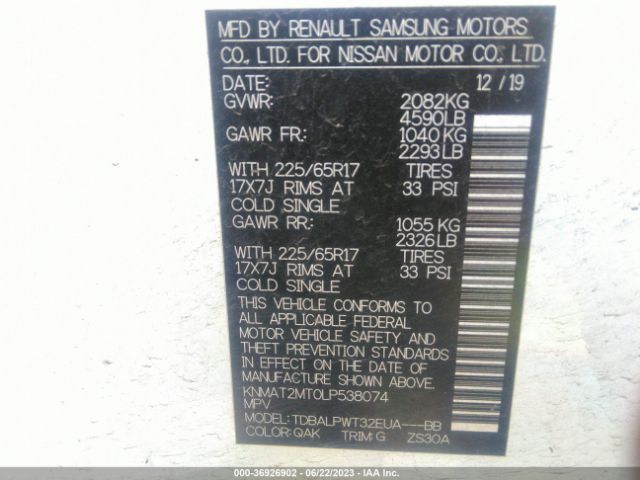 MFD BY RENAULT SAMSUNG MOTORS
CO., LTD. FOR NISSAN MOTOR CO., LTD.
DATE: 12 / 19
GVWR: 2082KG
4590LB
GAWR FR: 1040 KG
2293 LB
WITH 225/65R17 TIRES
17X7J RIMS AT 33 PSI
COLD SINGLE
GAWR RR: 1055 KG
2326 LB
WITH 225/65R17 TIRES
17X7J RIMS AT 33 PSI
COLD SINGLE
THIS VEHICLE CONFORMS TO
ALL APPLICABLE FEDERAL
MOTOR VEHICLE SAFETY AND
THEFT PREVENTION STANDARDS
IN EFFECT ON THE DATE OF
MANUFACTURE SHOWN ABOVE.
KNMAT2MT0LP538074
MPV
MODEL: TDBALPWT32EUA---BB
COLOR: QAK TRIM: G ZS30A
000-36926902 - 06/22/2023 - IAA Inc.